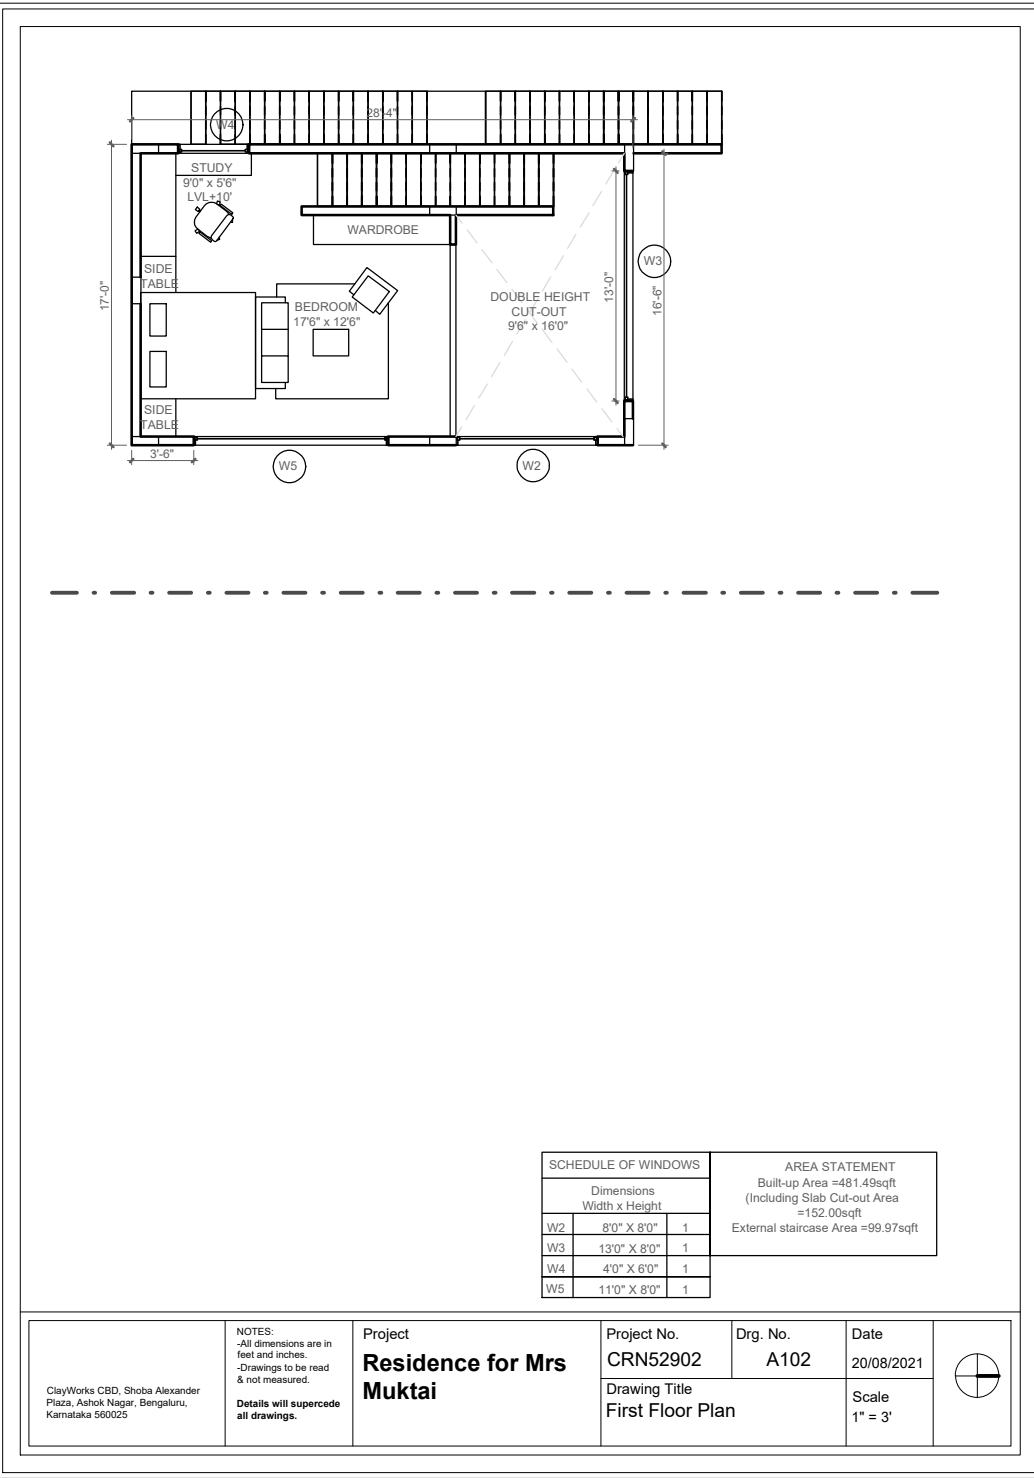 28'-4"
W4
STUDY
9'0" x 5'6"
LVL+10'
WARDROBE
W3
SIDE
TABLE
17'-0"
13'-0"
16'-6"
DOUBLE HEIGHT
CUT-OUT
9'6" x 16'0"
BEDROOM
17'6" x 12'6"
SIDE
TABLE
3'-6"
W5
W2
SCHEDULE OF WINDOWS
Dimensions
Width x Height
W2 8'0" X 8'0" 1
W3 13'0" X 8'0" 1
W4 4'0" X 6'0" 1
W5 11'0" X 8'0" 1
AREA STATEMENT
Built-up Area =481.49sqft
(Including Slab Cut-out Area
=152.00sqft
External staircase Area =99.97sqft
ClayWorks CBD, Shoba Alexander
Plaza, Ashok Nagar, Bengaluru,
Karnataka 560025
NOTES:
-All dimensions are in
feet and inches.
-Drawings to be read
& not measured.
Details will supercede
all drawings.
Project
Residence for Mrs
Muktai
Project No.
CRN52902
Drg. No.
A102
Date
20/08/2021
Drawing Title
First Floor Plan
Scale
1" = 3'